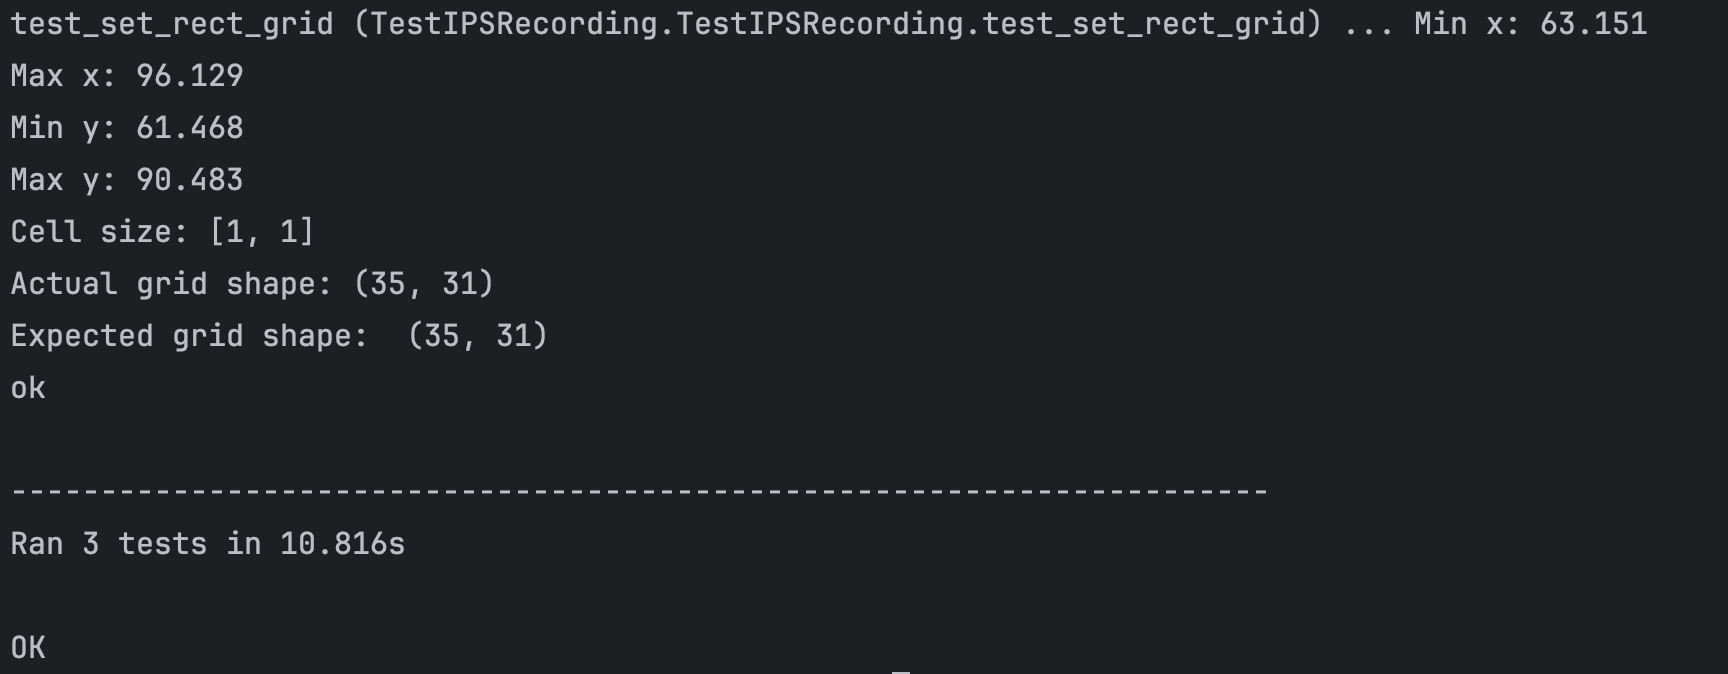 test_set_rect_grid (TestIPSRecording.TestIPSRecording.test_set_rect_grid) ... Min x: 63.151
Max x: 96.129
Min y: 61.468
Max y: 90.483
Cell size: [1, 1]
Actual grid shape: (35, 31)
Expected grid shape:  (35, 31)
ok
----------------------------------------------------------------------
Ran 3 tests in 10.816s
OK